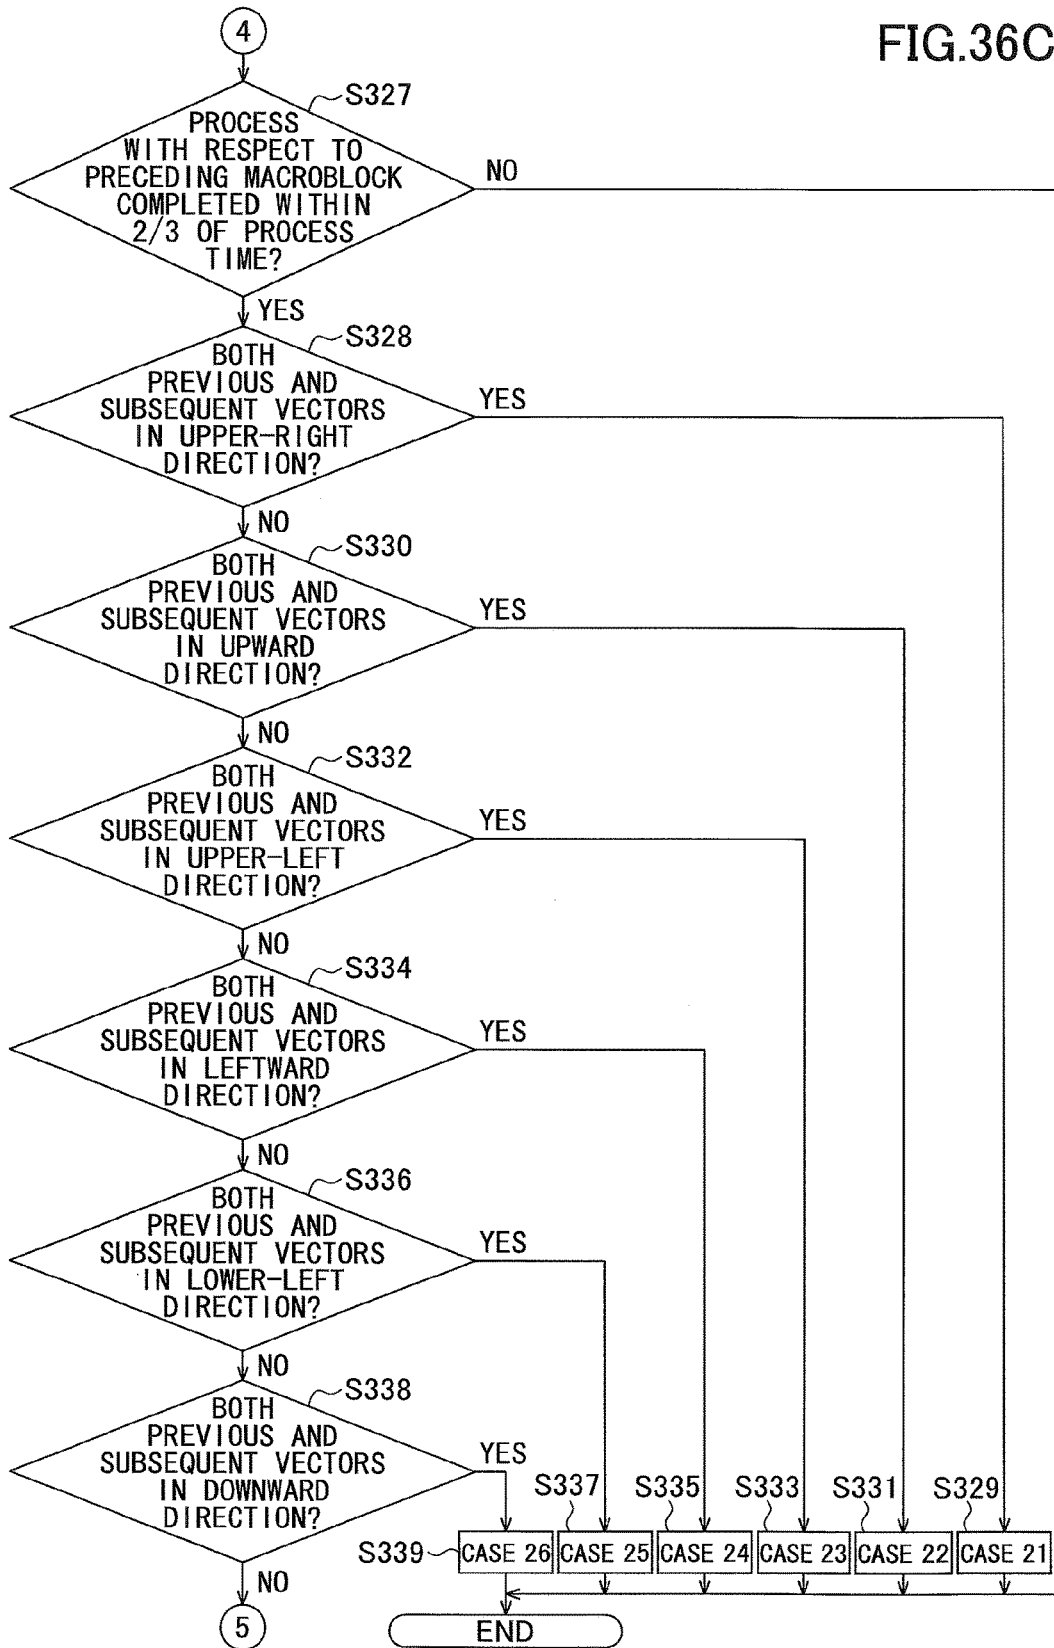 FIG.36C
4
S327
PROCESS
WITH RESPECT TO
PRECEDING MACROBLOCK
COMPLETED WITHIN
2/3 OF PROCESS
TIME?
NO
YES
S328
BOTH
PREVIOUS AND
SUBSEQUENT VECTORS
IN UPPER-RIGHT
DIRECTION?
YES
NO
S330
BOTH
PREVIOUS AND
SUBSEQUENT VECTORS
IN UPWARD
DIRECTION?
YES
NO
S332
BOTH
PREVIOUS AND
SUBSEQUENT VECTORS
IN UPPER-LEFT
DIRECTION?
YES
NO
S334
BOTH
PREVIOUS AND
SUBSEQUENT VECTORS
IN LEFTWARD
DIRECTION?
YES
NO
S336
BOTH
PREVIOUS AND
SUBSEQUENT VECTORS
IN LOWER-LEFT
DIRECTION?
YES
NO
S338
BOTH
PREVIOUS AND
SUBSEQUENT VECTORS
IN DOWNWARD
DIRECTION?
YES
NO
5
S337 S335 S333 S331 S329
S339 CASE 26 CASE 25 CASE 24 CASE 23 CASE 22 CASE 21
END